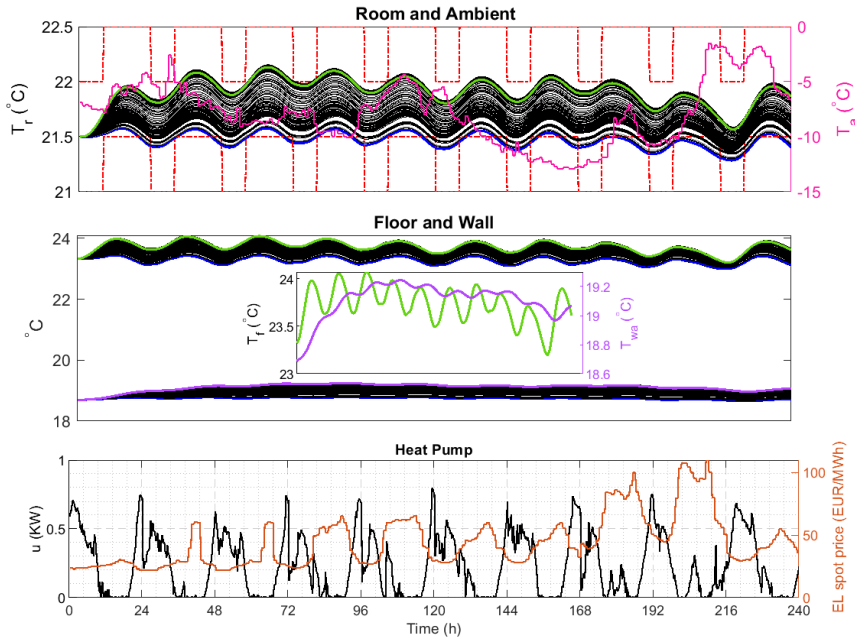 Room and Ambient
22.5
22
21.5
21
T_r (°C)
0
-5
-10
-15
T_a (°C)
Floor and Wall
24
22
20
18
°C
24
23.5
23
T_f (°C)
19.2
19
18.8
18.6
T_wa (°C)
Heat Pump
1
0.5
0
u (KW)
100
50
0
EL spot price (EUR/MWh)
0 24 48 72 96 120 144 168 192 216 240
Time (h)